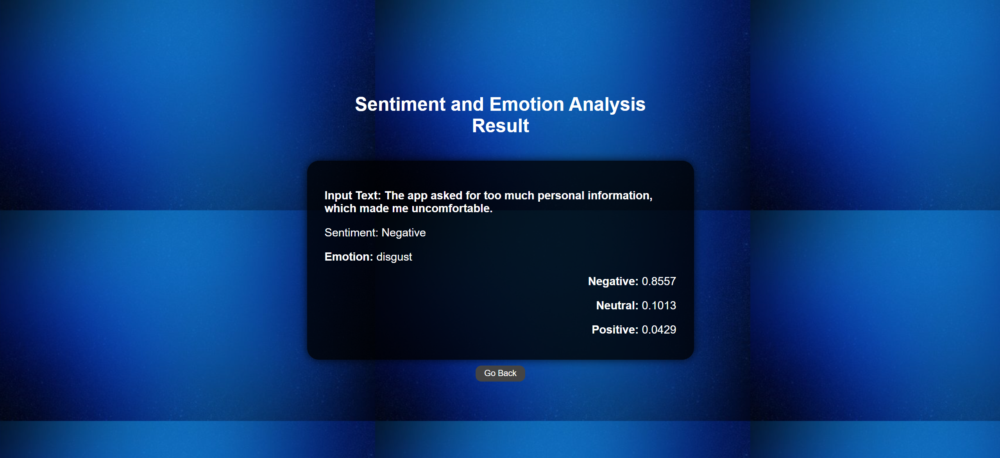 Sentiment and Emotion Analysis
Result
Input Text: The app asked for too much personal information,
which made me uncomfortable.
Sentiment: Negative
Emotion: disgust
Negative: 0.8557
Neutral: 0.1013
Positive: 0.0429
Go Back